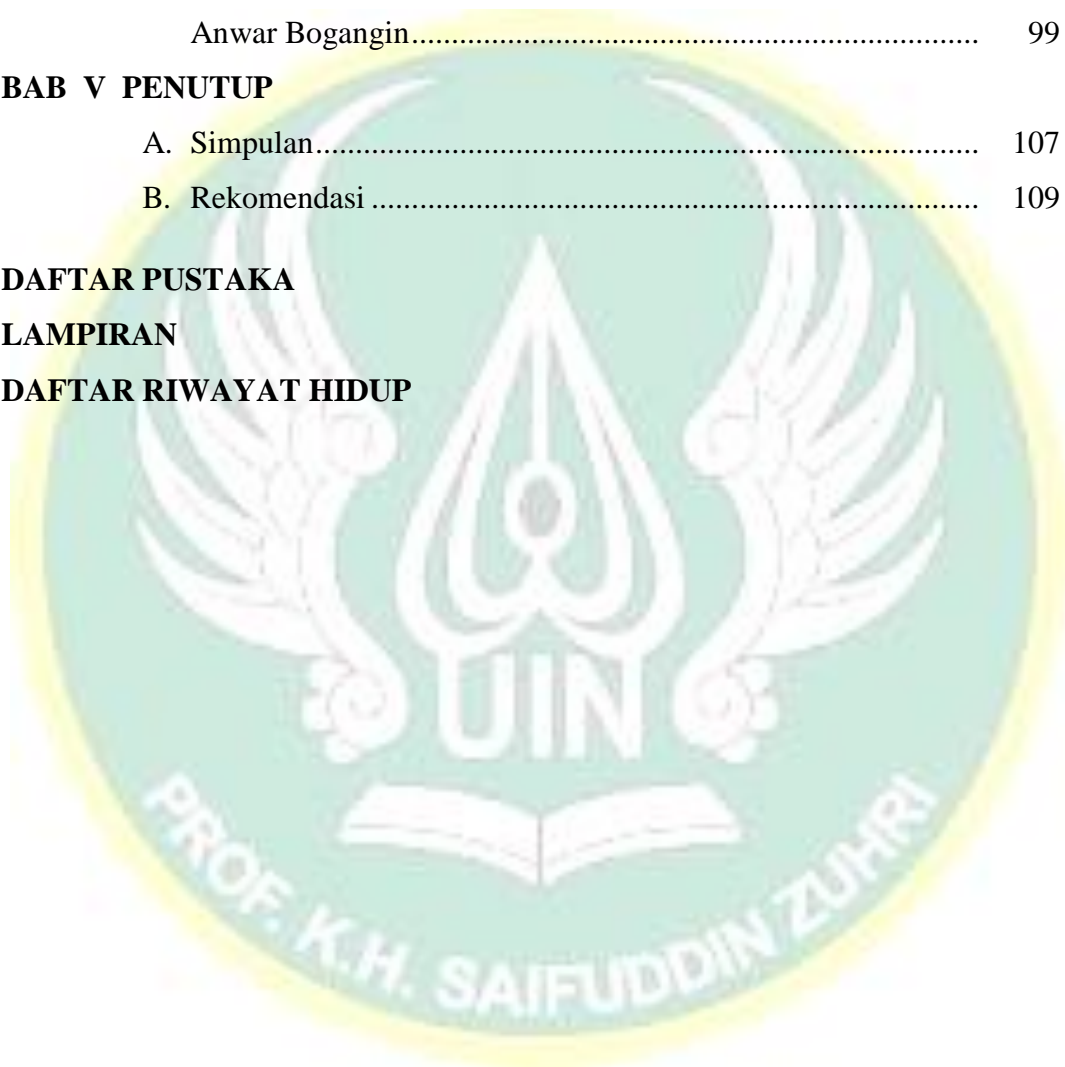 Anwar Bogangin....................................................................... 99
BAB V PENUTUP
A. Simpulan.................................................................................... 107
B. Rekomendasi ............................................................................. 109
DAFTAR PUSTAKA
LAMPIRAN
DAFTAR RIWAYAT HIDUP
UIN
PROF. K.H. SAIFUDDIN ZUHRI